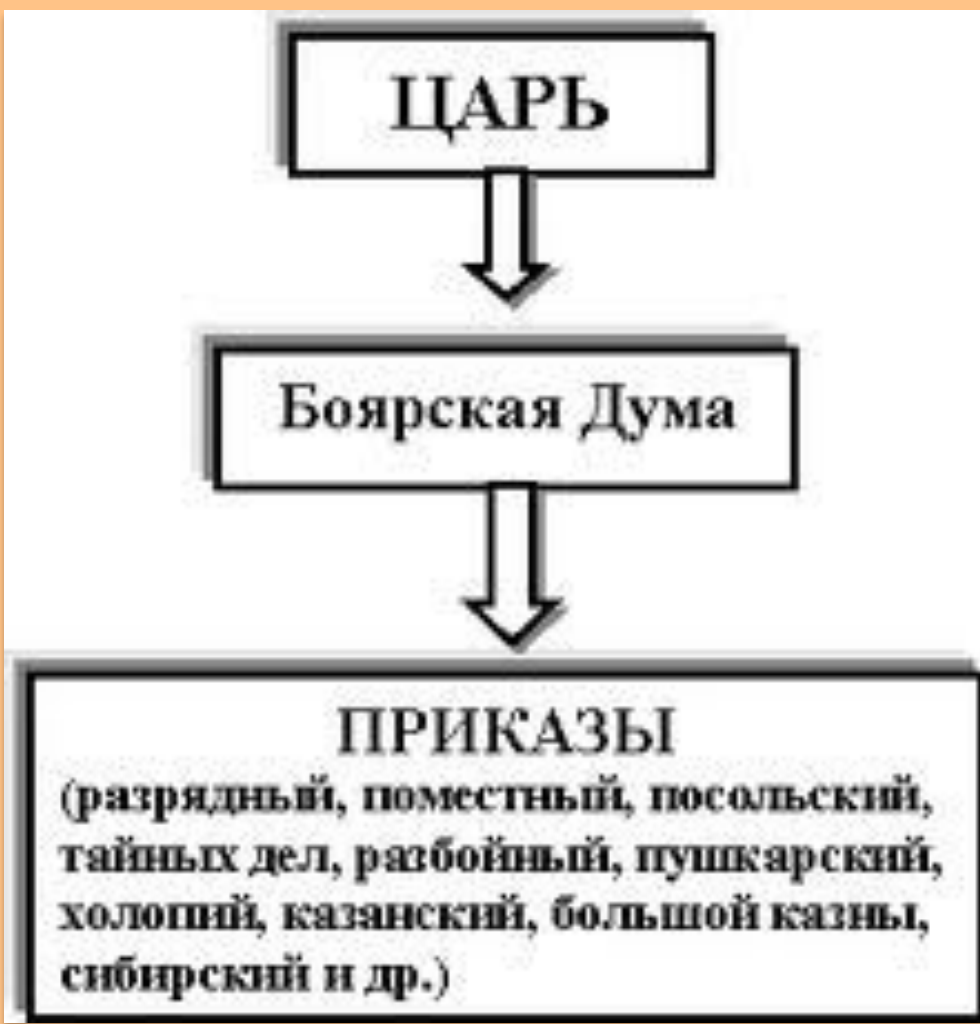 ЦАРЬ
Боярская Дума
ПРИКАЗЫ
(разрядный, поместный, посольский,
тайных дел, разбойный, пушкарский,
холопий, казанский, большой казны,
сибирский и др.)